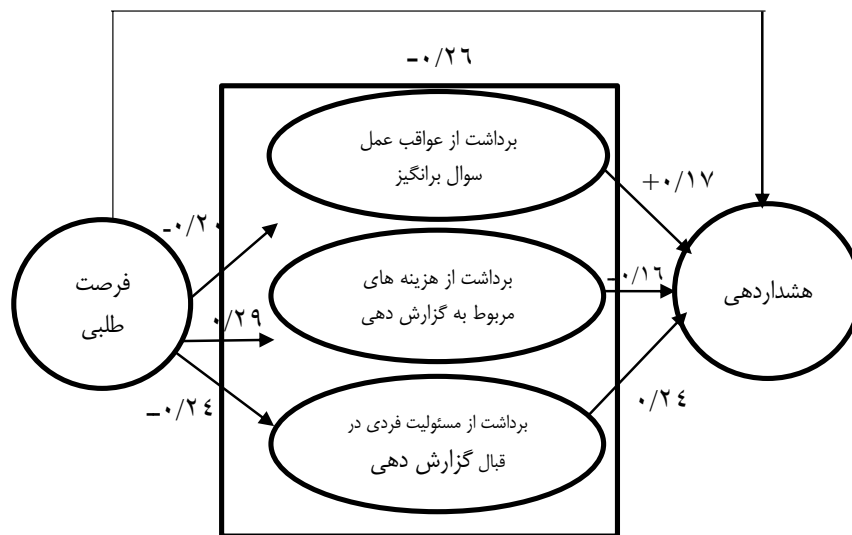 -۰/۲۶
برداشت از عواقب عمل
سوال برانگیز
+۰/۱۷
-۰/۲۰
فرصت
طلبی
برداشت از هزینه های
مربوط به گزارش دهی
-۰/۱۶
هشداردهی
۰/۲۹
-۰/۲۴
برداشت از مسئولیت فردی در
قبال گزارش دهی
۰/۲۴